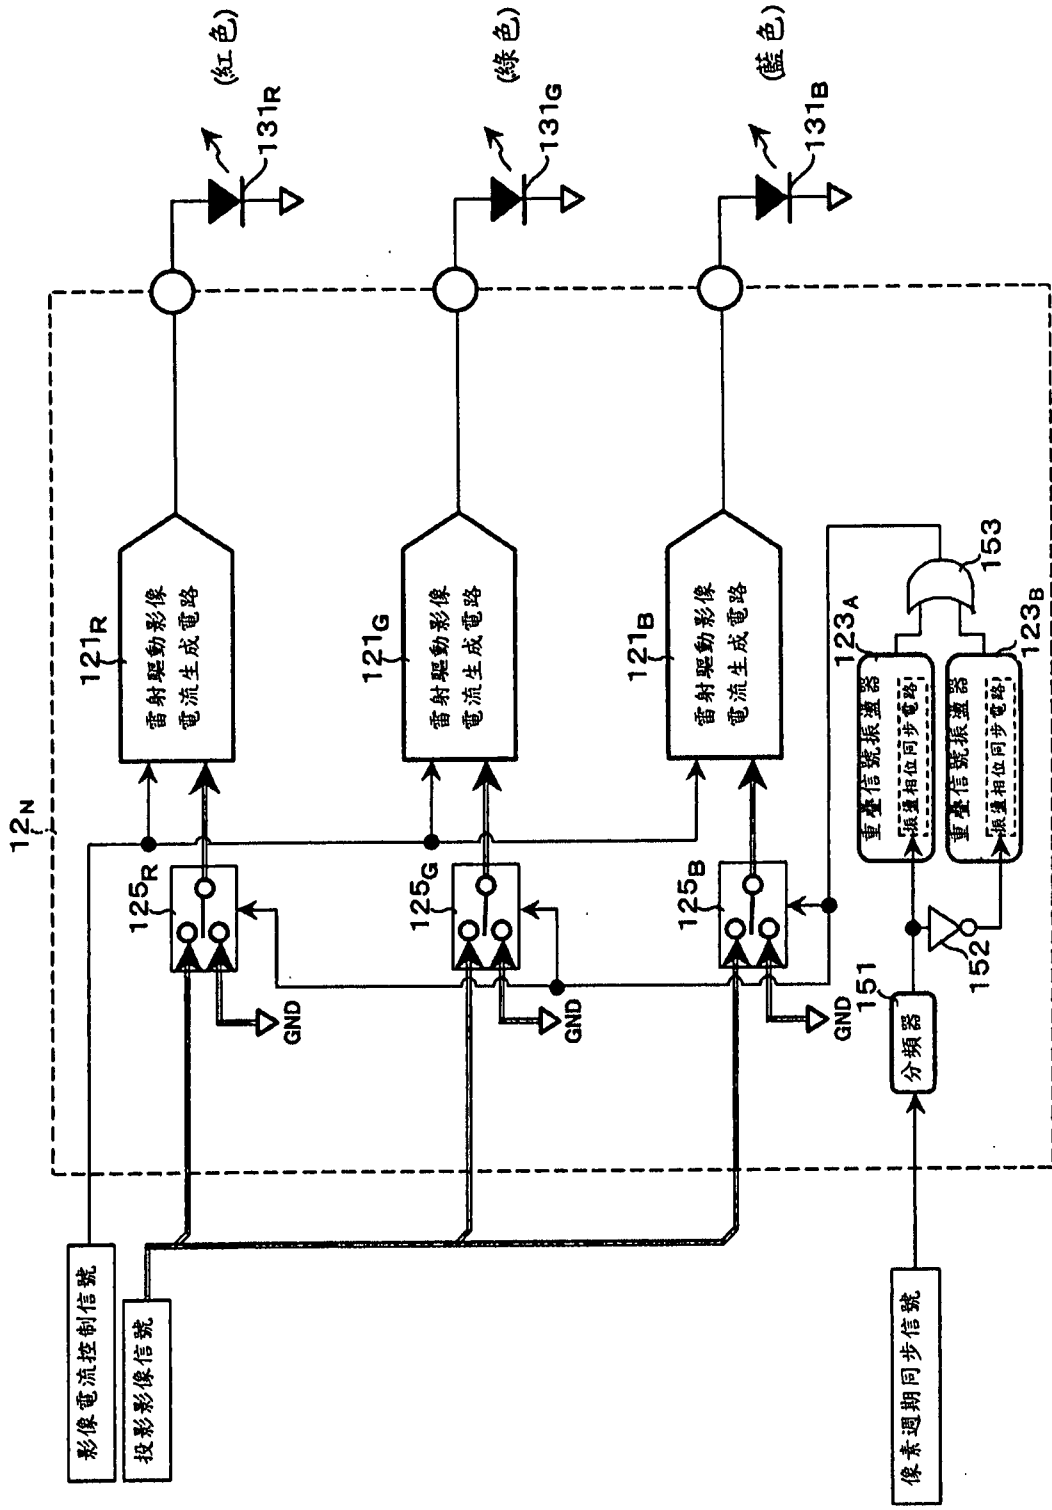 12N
影像電流控制信號
投影影像信號
像素週期同步信號
125R
GND
121R
雷射驅動影像
電流生成電路
131R
(紅色)
125G
GND
121G
雷射驅動影像
電流生成電路
131G
(綠色)
125B
GND
121B
雷射驅動影像
電流生成電路
131B
(藍色)
151
分頻器
152
123A
重疊信號振盪器
振盪相位同步電路
重疊信號振盪器
振盪相位同步電路
123B
153